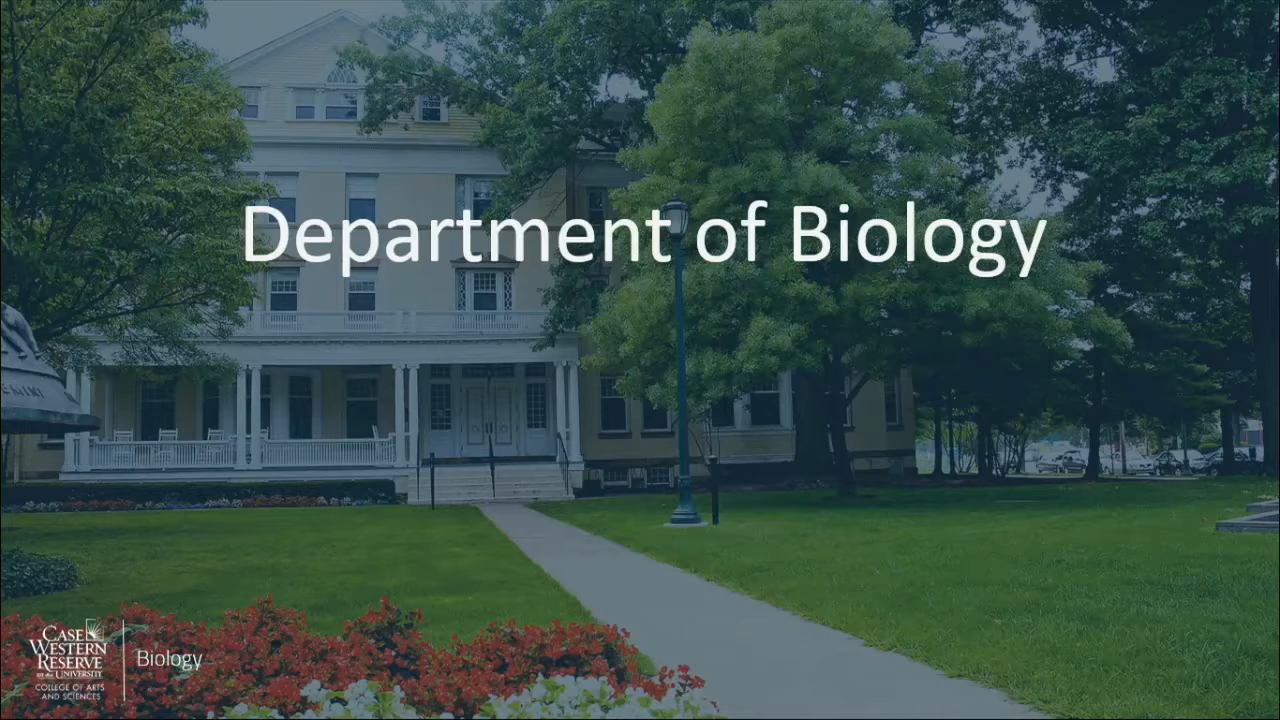 Department of Biology
CASE
WESTERN
RESERVE
UNIVERSITY
COLLEGE OF ARTS
AND SCIENCES
Biology